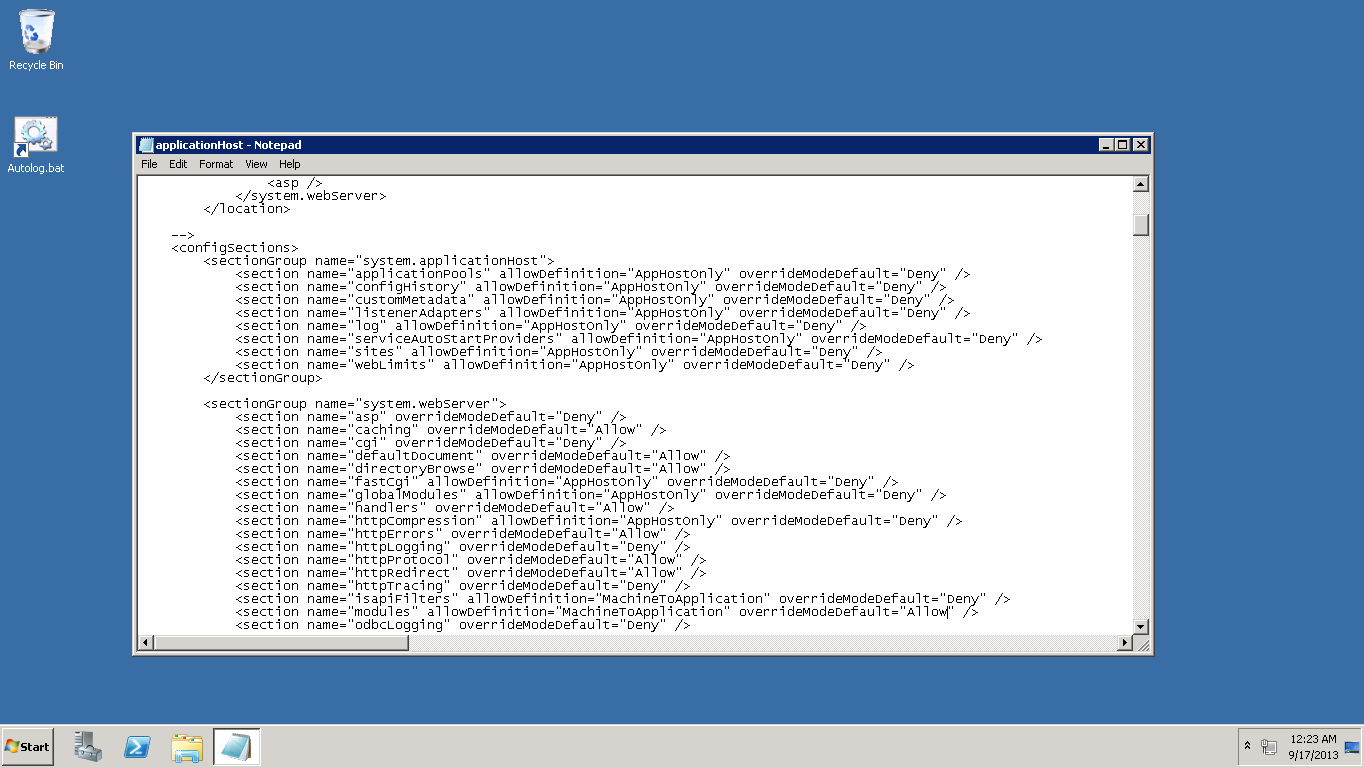 Recycle Bin
Autolog.bat
applicationHost - Notepad
File Edit Format View Help
<asp />
</system.webServer>
</location>
-->
<configSections>
<sectionGroup name="system.applicationHost">
<section name="applicationPools" allowDefinition="AppHostOnly" overrideModeDefault="Deny" />
<section name="configHistory" allowDefinition="AppHostOnly" overrideModeDefault="Deny" />
<section name="customMetadata" allowDefinition="AppHostOnly" overrideModeDefault="Deny" />
<section name="listenerAdapters" allowDefinition="AppHostOnly" overrideModeDefault="Deny" />
<section name="log" allowDefinition="AppHostOnly" overrideModeDefault="Deny" />
<section name="serviceAutoStartProviders" allowDefinition="AppHostOnly" overrideModeDefault="Deny" />
<section name="sites" allowDefinition="AppHostOnly" overrideModeDefault="Deny" />
<section name="webLimits" allowDefinition="AppHostOnly" overrideModeDefault="Deny" />
</sectionGroup>
<sectionGroup name="system.webServer">
<section name="asp" overrideModeDefault="Deny" />
<section name="caching" overrideModeDefault="Allow" />
<section name="cgi" overrideModeDefault="Deny" />
<section name="defaultDocument" overrideModeDefault="Allow" />
<section name="directoryBrowse" overrideModeDefault="Allow" />
<section name="fastCgi" allowDefinition="AppHostOnly" overrideModeDefault="Deny" />
<section name="globalModules" allowDefinition="AppHostOnly" overrideModeDefault="Deny" />
<section name="handlers" overrideModeDefault="Allow" />
<section name="httpCompression" allowDefinition="AppHostOnly" overrideModeDefault="Deny" />
<section name="httpErrors" overrideModeDefault="Allow" />
<section name="httpLogging" overrideModeDefault="Deny" />
<section name="httpProtocol" overrideModeDefault="Allow" />
<section name="httpRedirect" overrideModeDefault="Allow" />
<section name="httpTracing" overrideModeDefault="Deny" />
<section name="isapiFilters" allowDefinition="MachineToApplication" overrideModeDefault="Deny" />
<section name="modules" allowDefinition="MachineToApplication" overrideModeDefault="Allow" />
<section name="odbcLogging" overrideModeDefault="Deny" />
Start
12:23 AM
9/17/2013